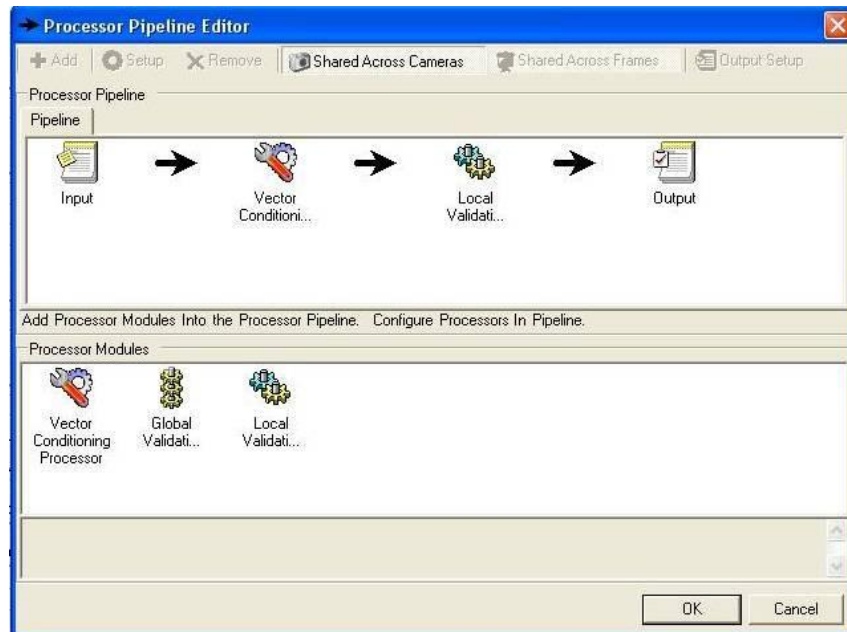 Processor Pipeline Editor
Add Setup Remove Shared Across Cameras Shared Across Frames Output Setup
Processor Pipeline
Pipeline
Input
Vector
Conditioni...
Local
Validati...
Output
Add Processor Modules Into the Processor Pipeline. Configure Processors In Pipeline.
Processor Modules
Vector
Conditioning
Processor
Global
Validati...
Local
Validati...
OK Cancel